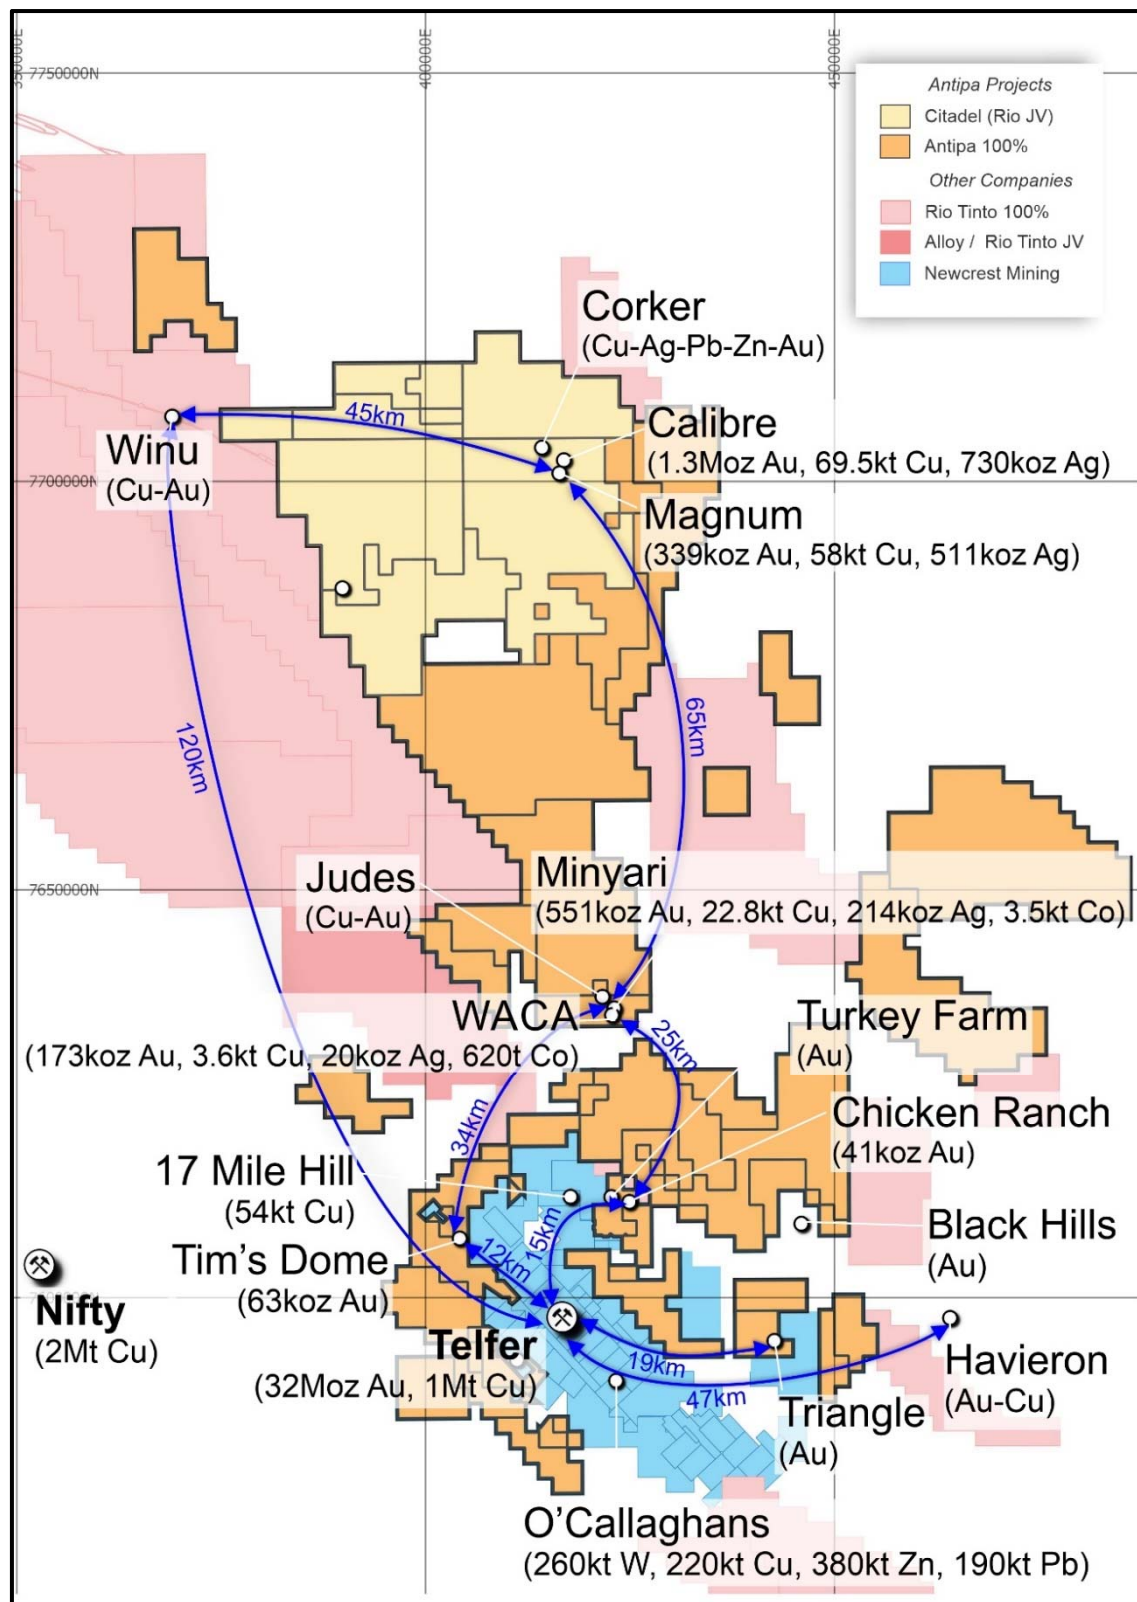 400000E
7750000N
Antipa Projects
Citadel (Rio JV)
Antipa 100%
Other Companies
Rio Tinto 100%
Alloy / Rio Tinto JV
Newcrest Mining
Corker
(Cu-Ag-Pb-Zn-Au)
45km
Calibre
(1.3Moz Au, 69.5kt Cu, 730koz Ag)
Winu
(Cu-Au)
7700000N
Magnum
(339koz Au, 58kt Cu, 511koz Ag)
65km
120km
Judes
(Cu-Au)
7650000N
Minyari
(551koz Au, 22.8kt Cu, 214koz Ag, 3.5kt Co)
WACA
(173koz Au, 3.6kt Cu, 20koz Ag, 620t Co)
25km
Turkey Farm
(Au)
34km
Chicken Ranch
(41koz Au)
17 Mile Hill
(54kt Cu)
15km
Black Hills
(Au)
Tim's Dome
(63koz Au)
12km
Nifty
(2Mt Cu)
Telfer
(32Moz Au, 1Mt Cu)
19km
47km
Havieron
(Au-Cu)
Triangle
(Au)
O'Callaghans
(260kt W, 220kt Cu, 380kt Zn, 190kt Pb)